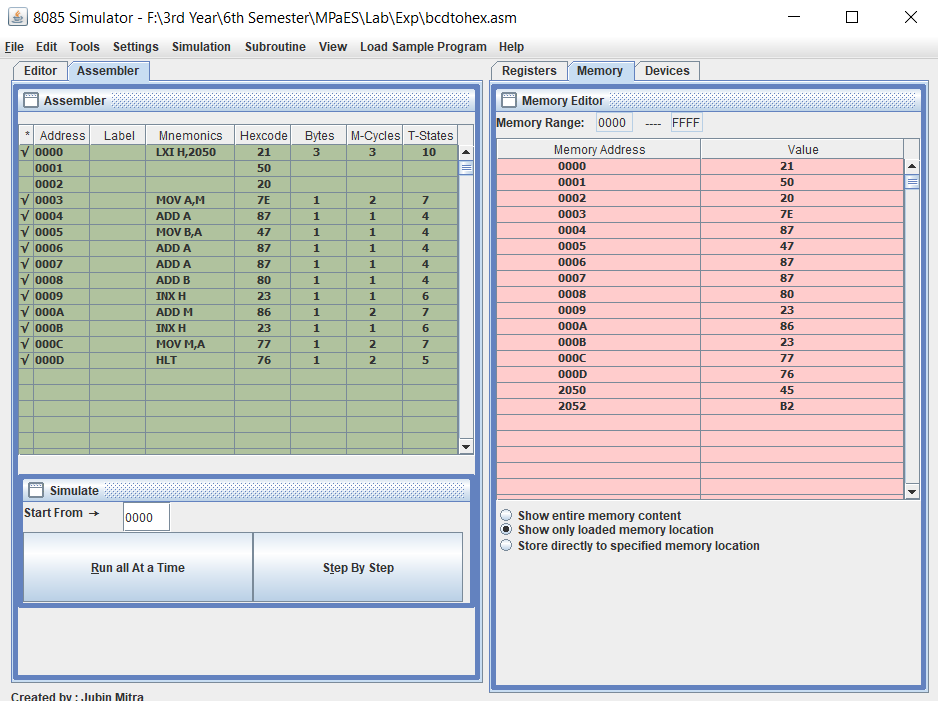 8085 Simulator - F:\3rd Year\6th Semester\MPaES\Lab\Exp\bcdtohex.asm
File Edit Tools Settings Simulation Subroutine View Load Sample Program Help
Editor Assembler
Assembler
* Address Label Mnemonics Hexcode Bytes M-Cycles T-States
√ 0000 LXI H,2050 21 3 3 10
0001 50
0002 20
√ 0003 MOV A,M 7E 1 2 7
√ 0004 ADD A 87 1 1 4
√ 0005 MOV B,A 47 1 1 4
√ 0006 ADD A 87 1 1 4
√ 0007 ADD A 87 1 1 4
√ 0008 ADD B 80 1 1 4
√ 0009 INX H 23 1 1 6
√ 000A ADD M 86 1 2 7
√ 000B INX H 23 1 1 6
√ 000C MOV M,A 77 1 2 7
√ 000D HLT 76 1 2 5
Simulate
Start From → 0000
Run all At a Time Step By Step
Created by : Jubin Mitra
Registers Memory Devices
Memory Editor
Memory Range: 0000 ---- FFFF
Memory Address Value
0000 21
0001 50
0002 20
0003 7E
0004 87
0005 47
0006 87
0007 87
0008 80
0009 23
000A 86
000B 23
000C 77
000D 76
2050 45
2052 B2
Show entire memory content
Show only loaded memory location
Store directly to specified memory location